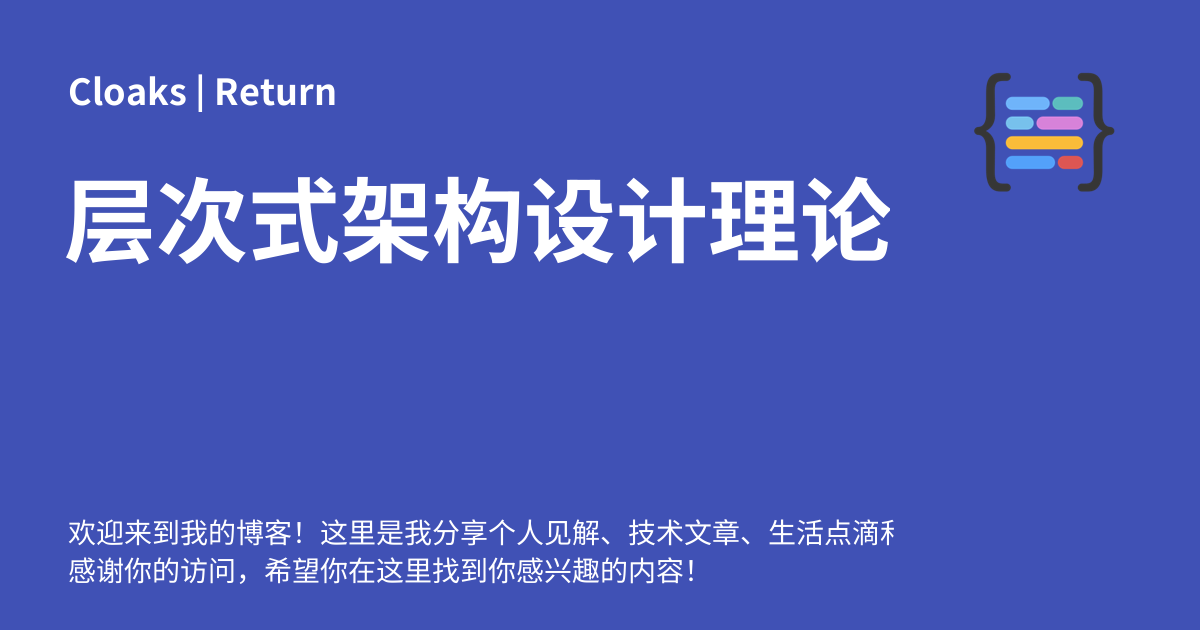 Cloaks | Return
层次式架构设计理论
欢迎来到我的博客！这里是我分享个人见解、技术文章、生活点滴
感谢你的访问，希望你在这里找到你感兴趣的内容！